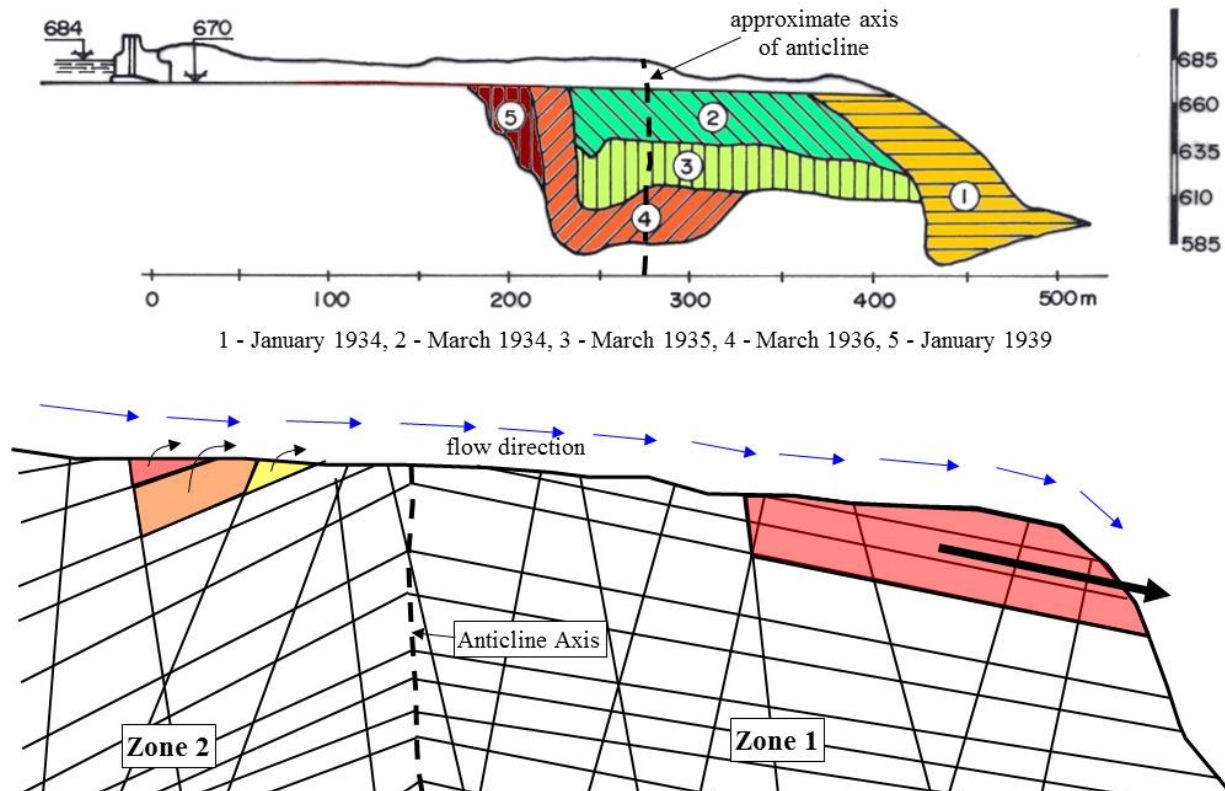 684
670
approximate axis
of anticline
685
660
635
610
585
5
2
3
4
1
0
100
200
300
400
500m
1 - January 1934, 2 - March 1934, 3 - March 1935, 4 - March 1936, 5 - January 1939
flow direction
Anticline Axis
Zone 2
Zone 1